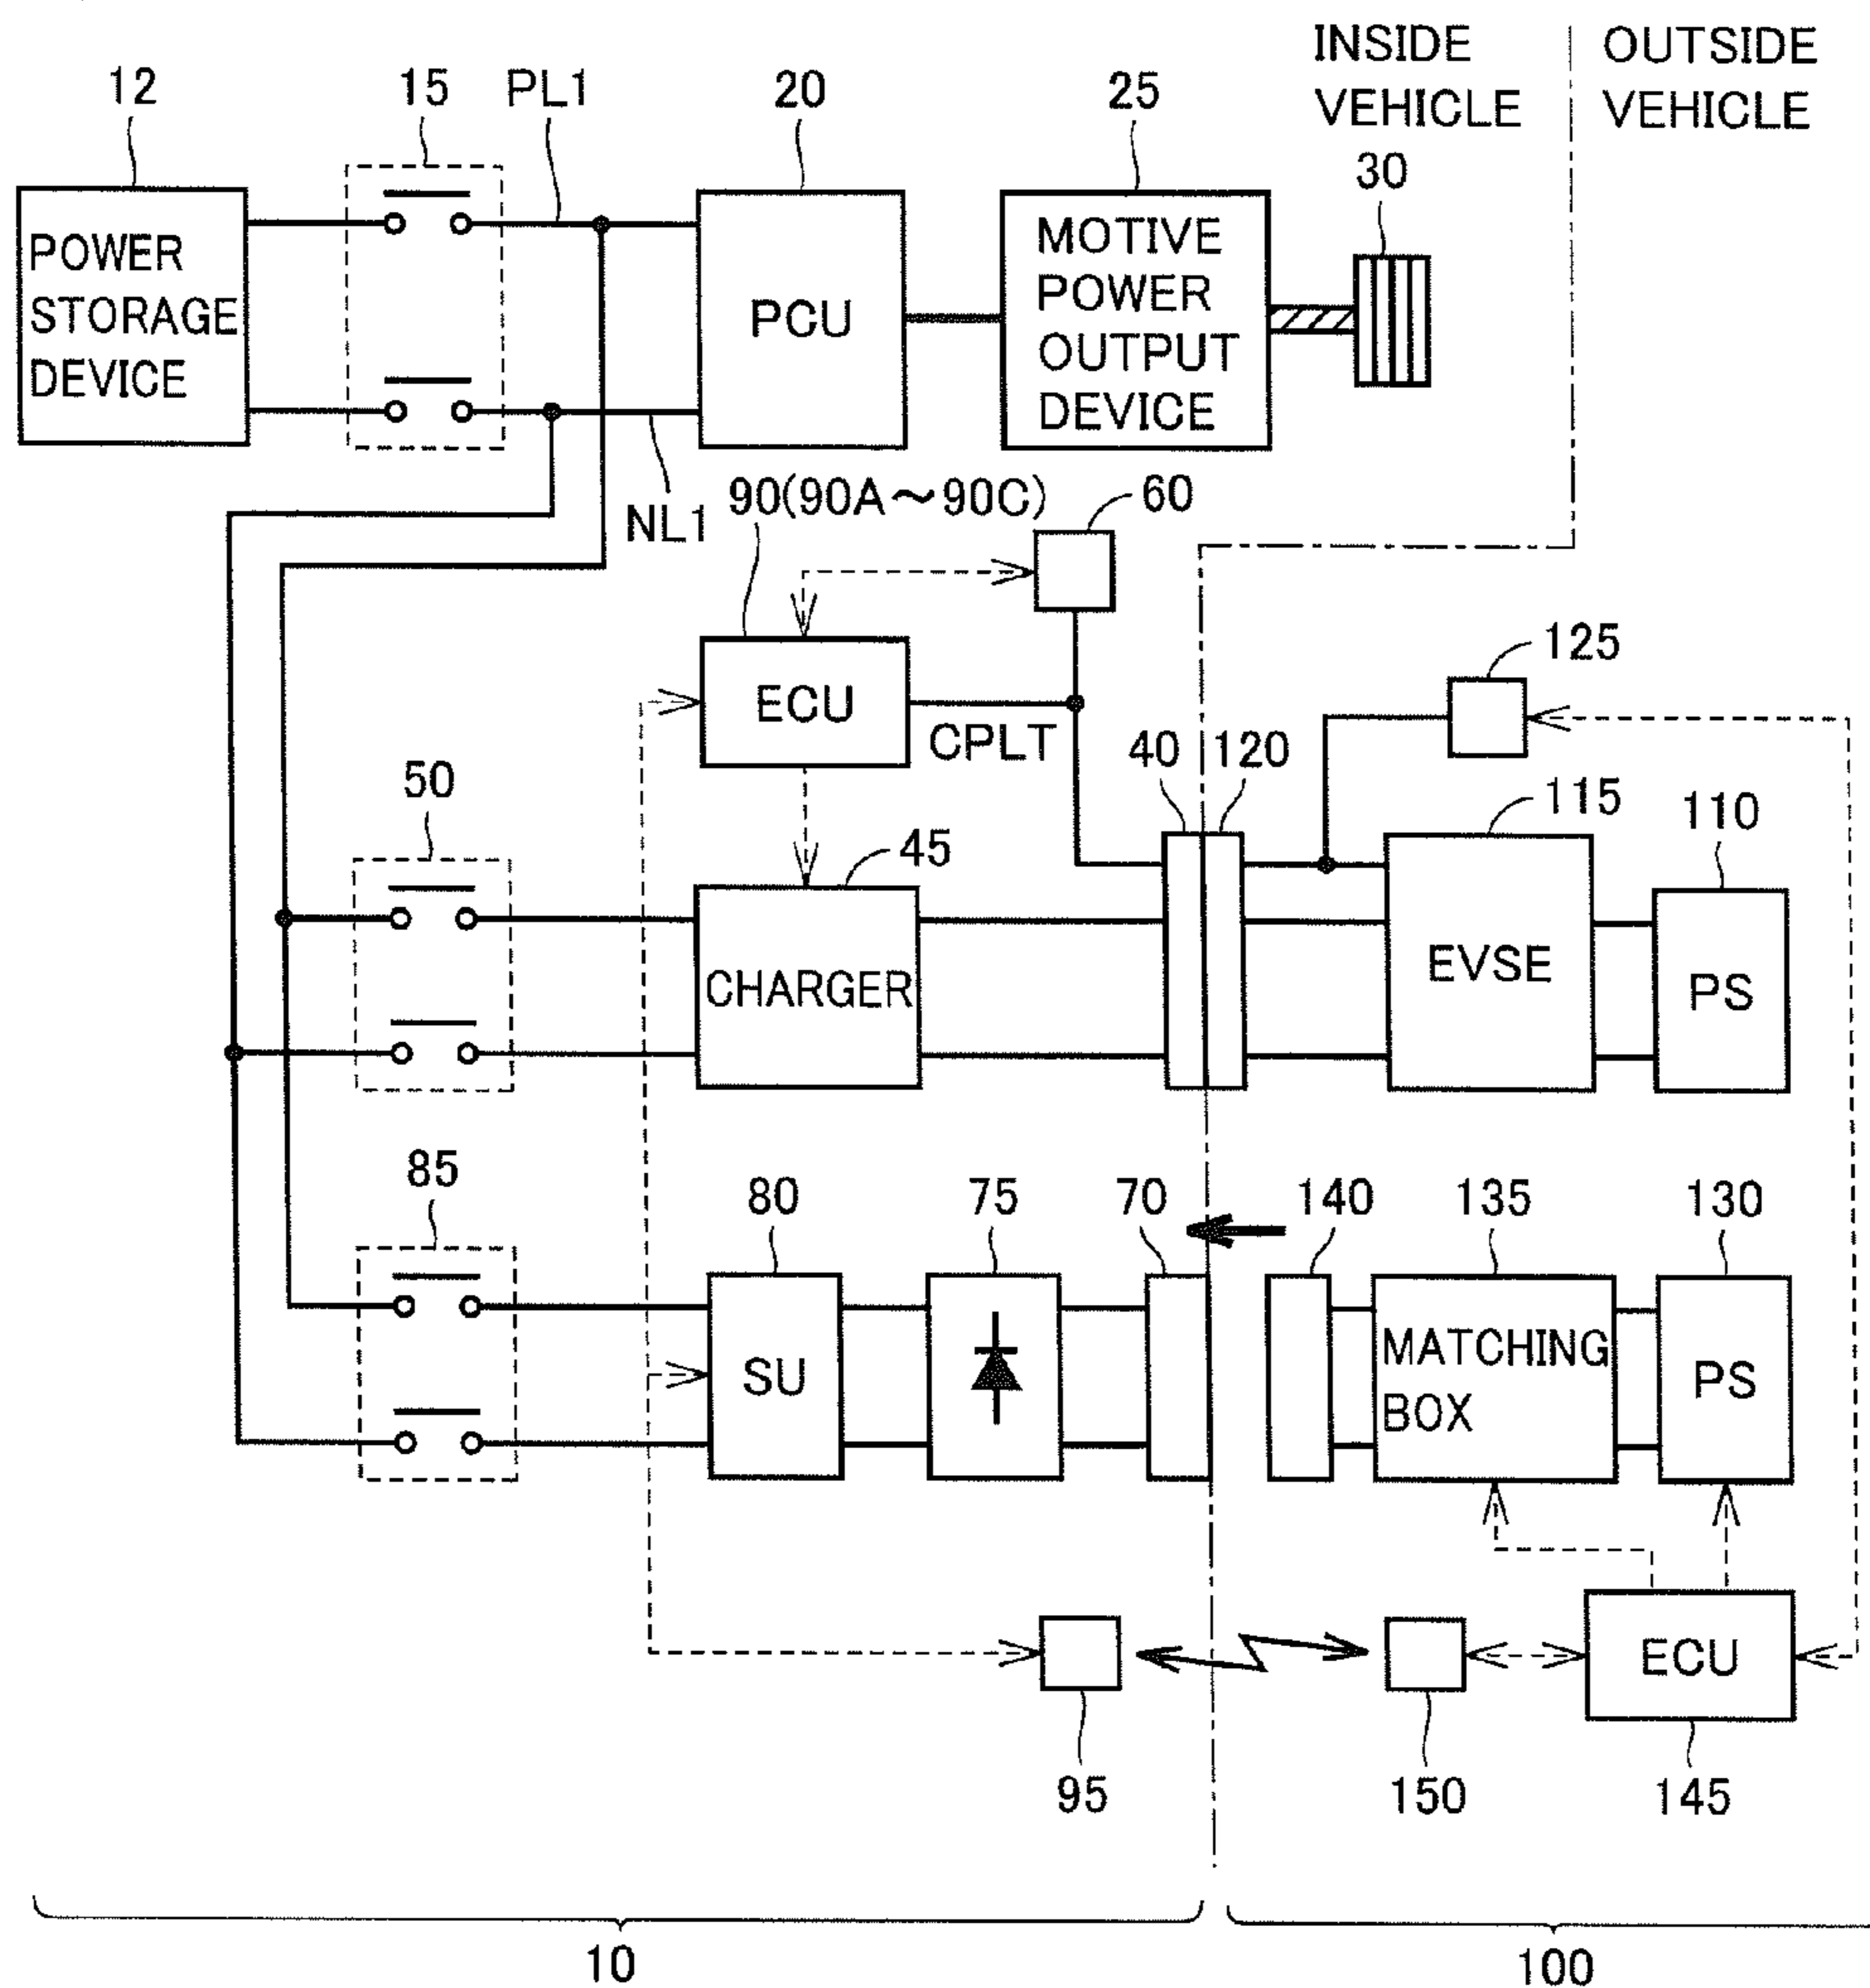 INSIDE VEHICLE
OUTSIDE VEHICLE
12
15
PL1
20
25
30
POWER STORAGE DEVICE
PCU
MOTIVE POWER OUTPUT DEVICE
NL1
90(90A～90C)
60
ECU
CPLT
125
40
120
115
110
50
45
CHARGER
EVSE
PS
85
80
75
70
140
135
130
SU
MATCHING BOX
PS
ECU
95
150
145
10
100